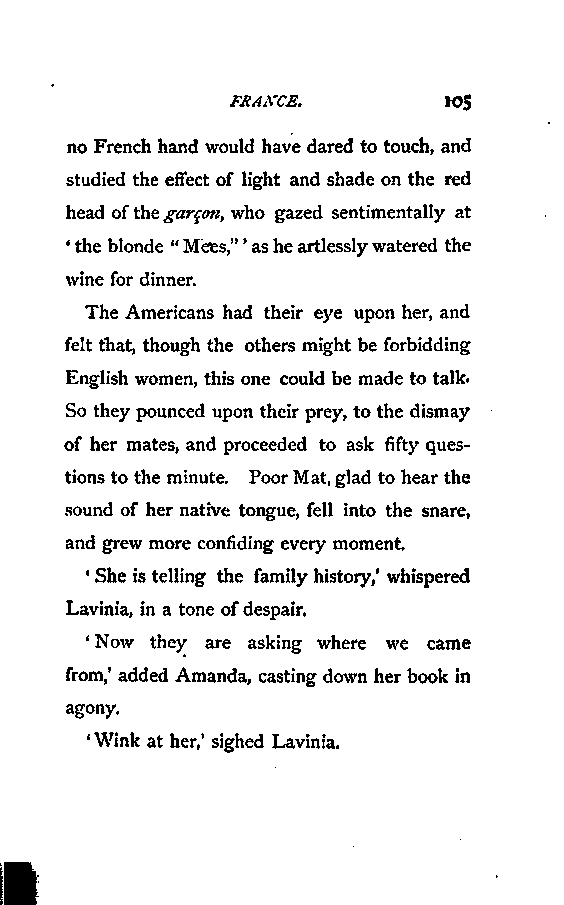 FRANCE. 105
no French hand would have dared to touch, and
studied the effect of light and shade on the red
head of the garçon, who gazed sentimentally at
‘the blonde “Mees,”’ as he artlessly watered the
wine for dinner.
The Americans had their eye upon her, and
felt that, though the others might be forbidding
English women, this one could be made to talk.
So they pounced upon their prey, to the dismay
of her mates, and proceeded to ask fifty ques-
tions to the minute. Poor Mat, glad to hear the
sound of her native tongue, fell into the snare,
and grew more confiding every moment.
‘She is telling the family history,’ whispered
Lavinia, in a tone of despair.
‘Now they are asking where we came
from,’ added Amanda, casting down her book in
agony.
‘Wink at her,’ sighed Lavinia.